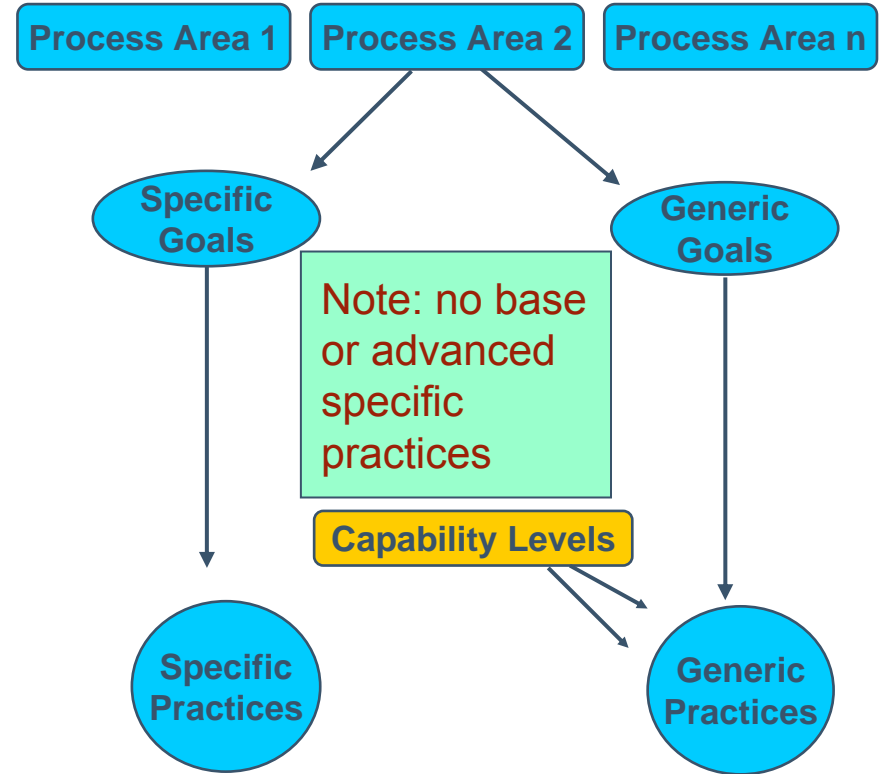 Process Area 1
Process Area 2
Process Area n
Specific
Goals
Generic
Goals
Note: no base
or advanced
specific
practices
Capability Levels
Specific
Practices
Generic
Practices